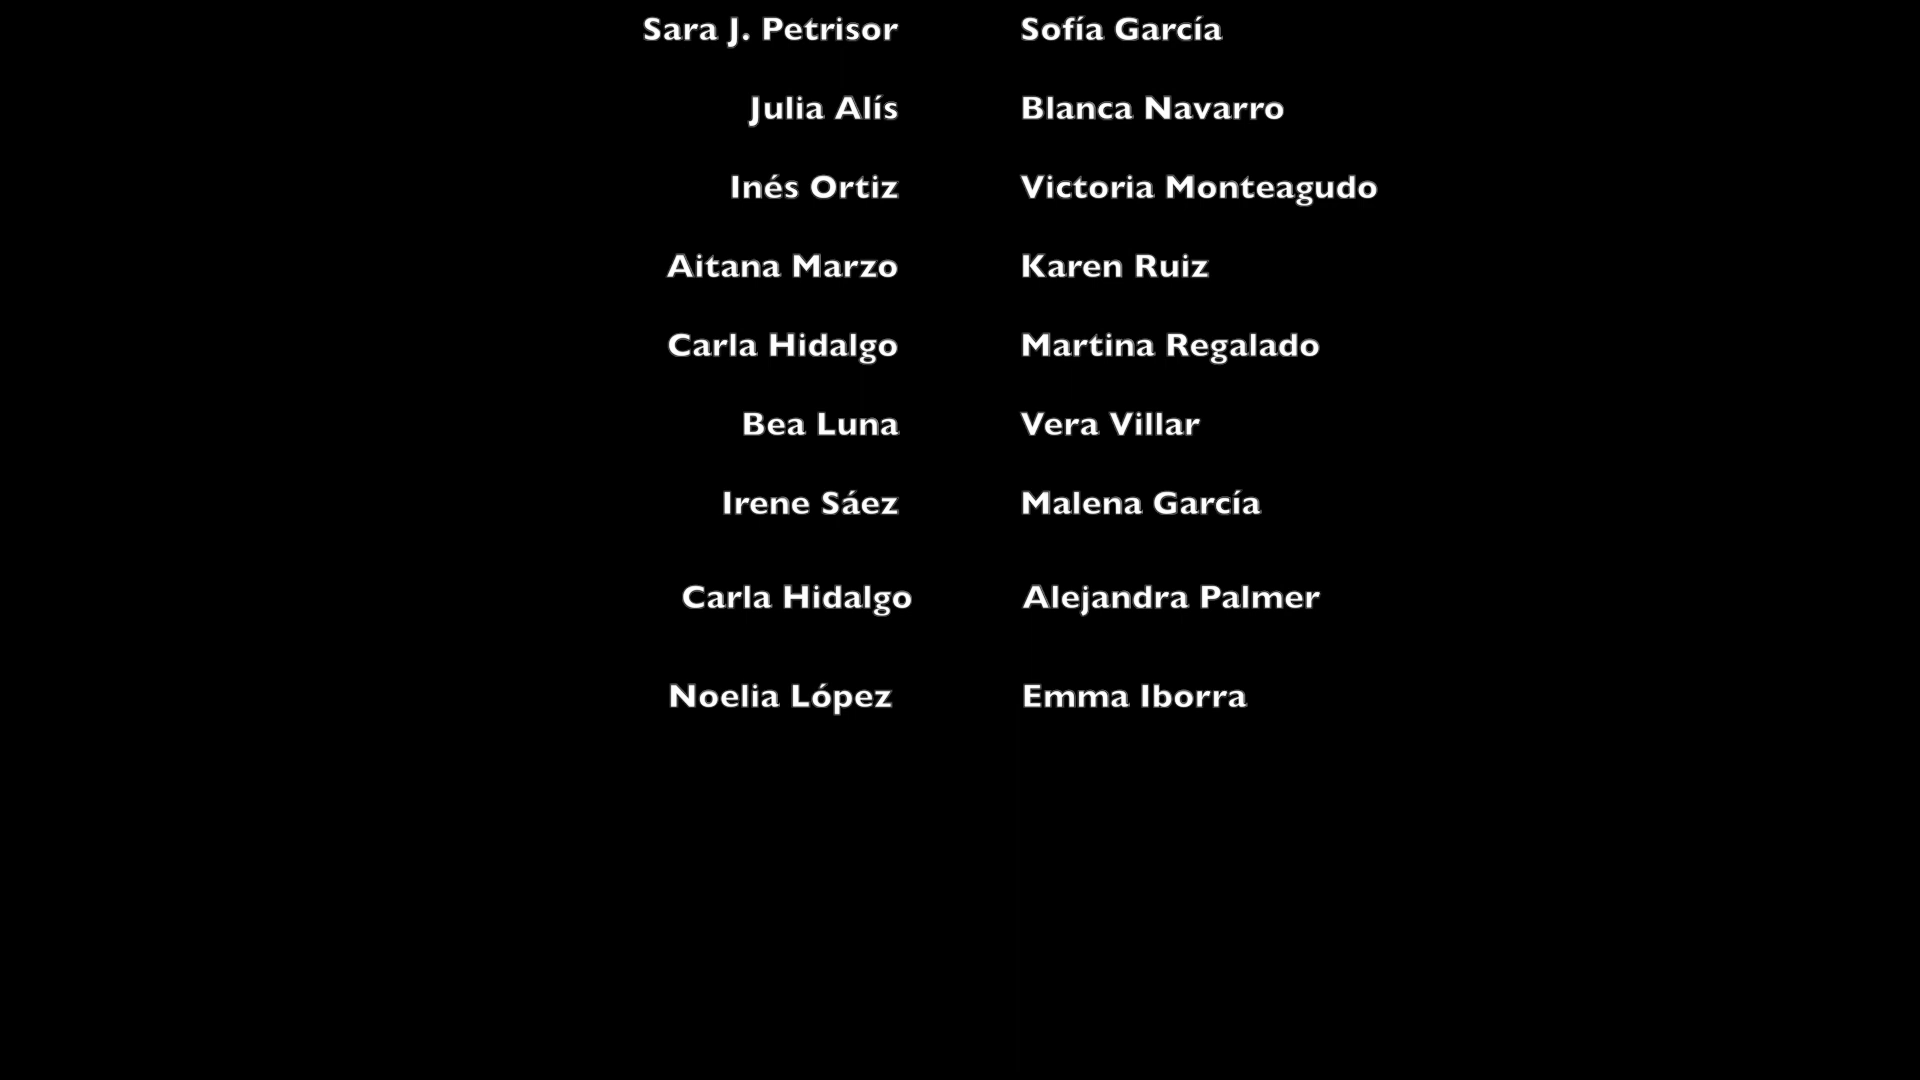 Sara J. Petrisor Sofía García
Julia Alís Blanca Navarro
Inés Ortiz Victoria Monteagudo
Aitana Marzo Karen Ruiz
Carla Hidalgo Martina Regalado
Bea Luna Vera Villar
Irene Sáez Malena García
Carla Hidalgo Alejandra Palmer
Noelia López Emma Iborra